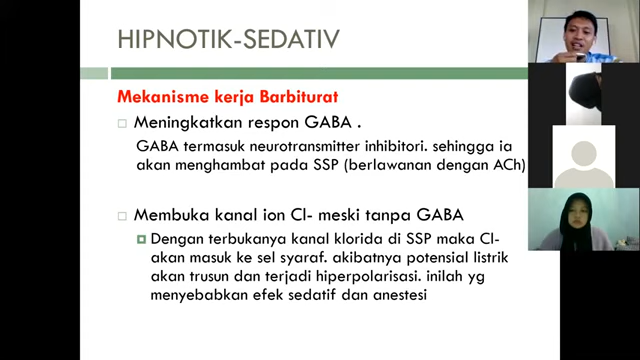 HIPNOTIK-SEDATIV
Mekanisme kerja Barbiturat
Meningkatkan respon GABA .
GABA termasuk neurotransmitter inhibitori. sehingga ia
akan menghambat pada SSP (berlawanan dengan ACh)
Membuka kanal ion Cl- meski tanpa GABA
Dengan terbukanya kanal klorida di SSP maka Cl-
akan masuk ke sel syaraf. akibatnya potensial listrik
akan trusun dan terjadi hiperpolarisasi. inilah yg
menyebabkan efek sedatif dan anestesi